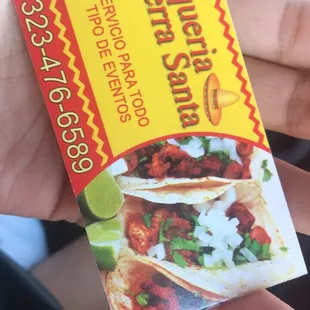 queria
erra Santa
ERVICIO PARA TODO
TIPO DE EVENTOS
323-476-6589